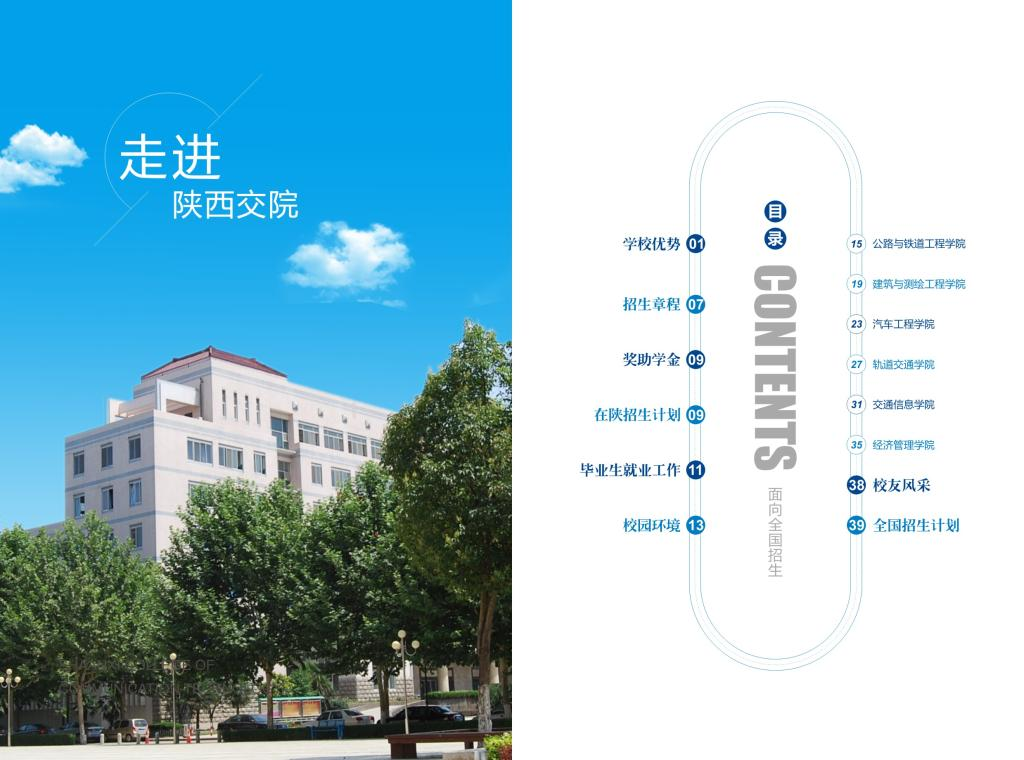 走进
陕西交院
目录
CONTENTS
面向全国招生
学校优势 01
招生章程 07
奖助学金 09
在陕招生计划 09
毕业生就业工作 11
校园环境 13
15 公路与铁道工程学院
19 建筑与测绘工程学院
23 汽车工程学院
27 轨道交通学院
31 交通信息学院
35 经济管理学院
38 校友风采
39 全国招生计划